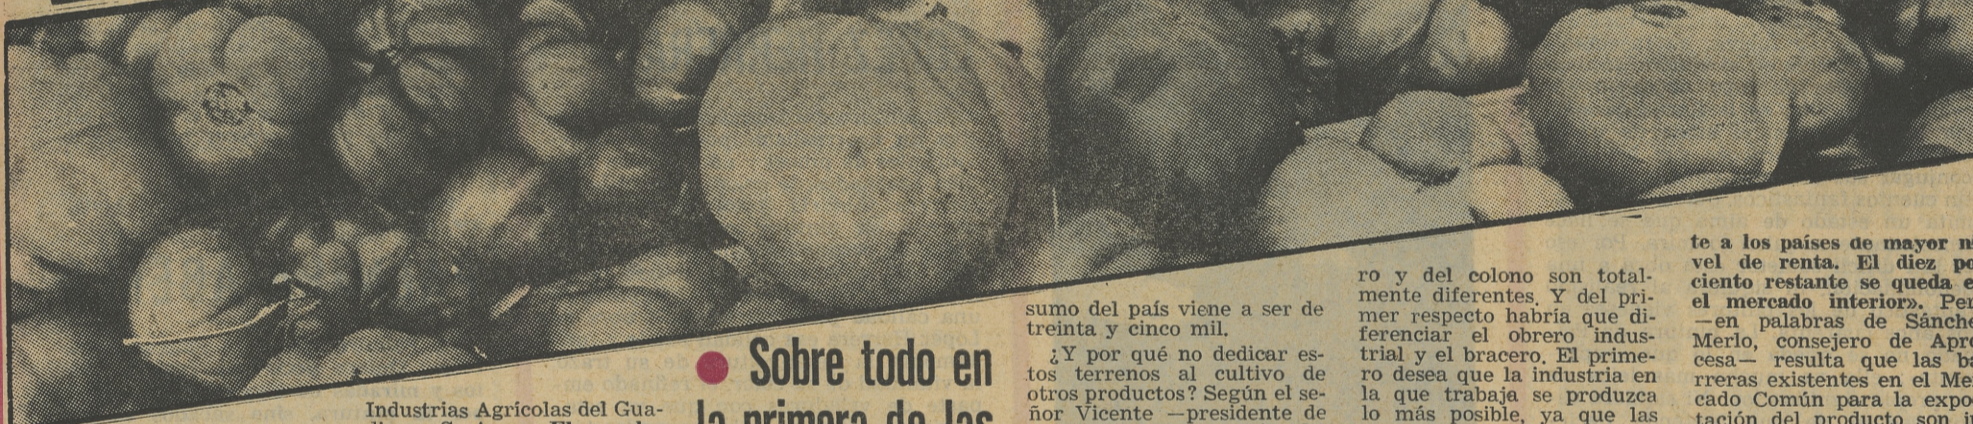 Industrias Agrícolas del Gua-
Sobre todo en
la primera de las
sumo del país viene a ser de
treinta y cinco mil.
¿Y por qué no dedicar es-
tos terrenos al cultivo de
otros productos? Según el se-
ñor Vicente —presidente de
ro y del colono son total-
mente diferentes. Y del pri-
mer respecto habría que di-
ferenciar el obrero indus-
trial y el bracero. El prime-
ro desea que la industria en
la que trabaja se produzca
lo más posible, ya que las
te a los países de mayor
vel de renta. El diez
ciento restante se queda
el mercado interior».
—en palabras de
Merlo, consejero de
cesa— resulta que las
rreras existentes en el
cado Común para la
tación del producto son